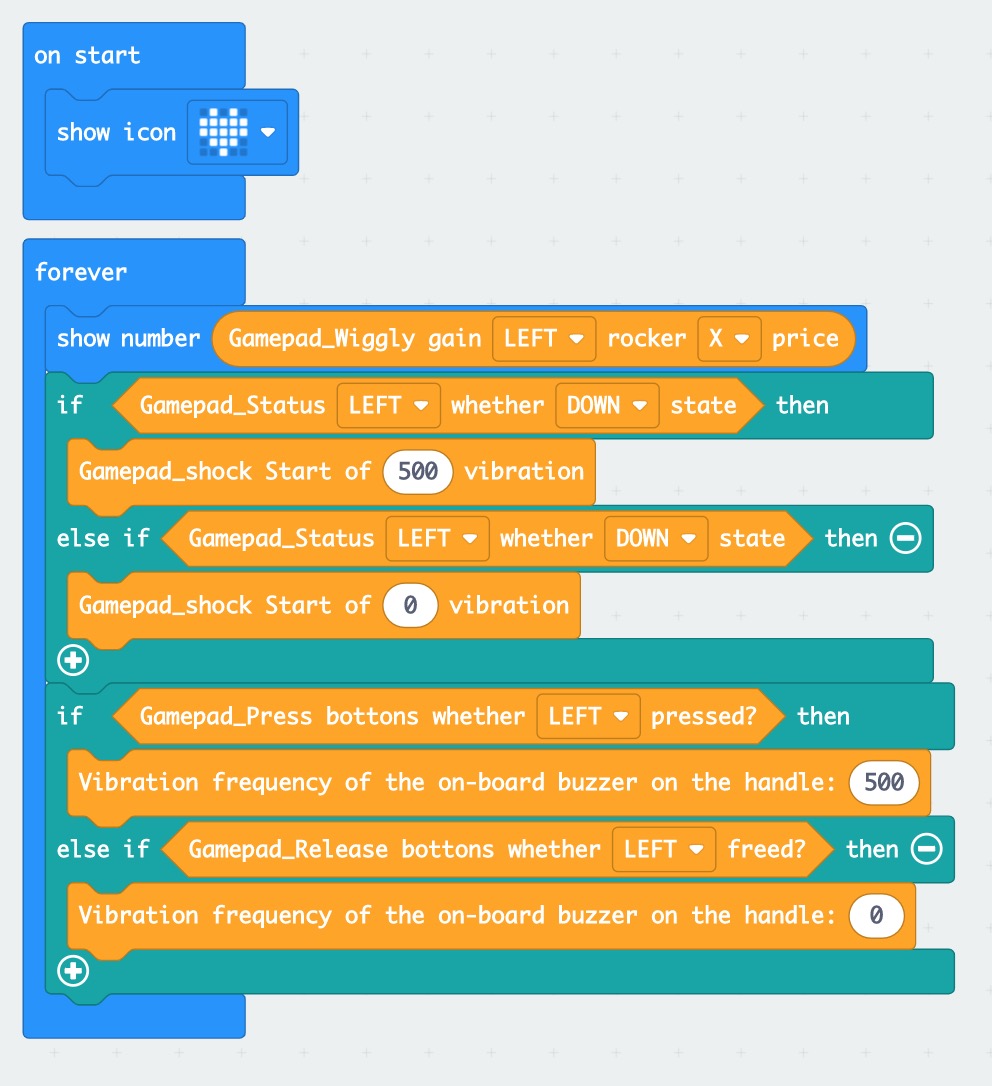 on start
show icon
forever
show number Gamepad_Wiggly gain LEFT rocker X price
if Gamepad_Status LEFT whether DOWN state then
Gamepad_shock Start of 500 vibration
else if Gamepad_Status LEFT whether DOWN state then
Gamepad_shock Start of 0 vibration
if Gamepad_Press bottons whether LEFT pressed? then
Vibration frequency of the on-board buzzer on the handle: 500
else if Gamepad_Release bottons whether LEFT freed? then
Vibration frequency of the on-board buzzer on the handle: 0